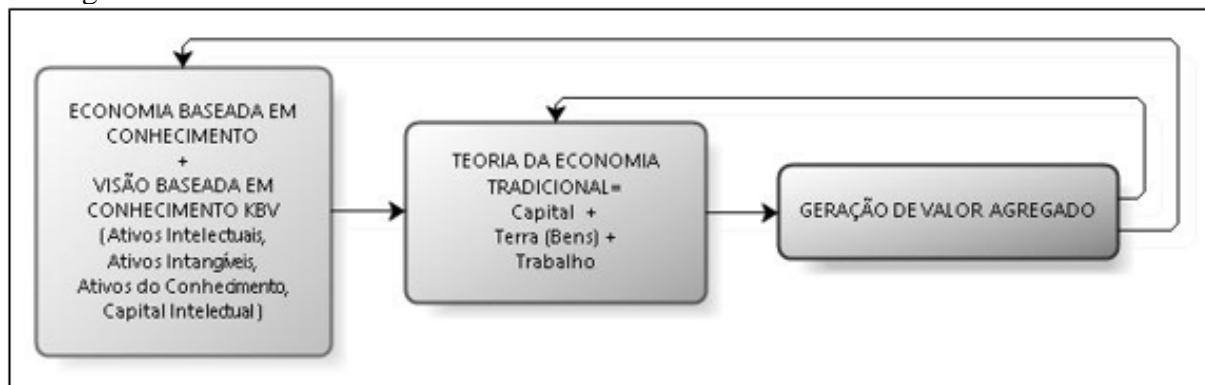 ECONOMIA BASEADA EM
CONHECIMENTO
+
VISÃO BASEADA EM
CONHECIMENTO KBV
(Ativos Intelectuais,
Ativos Intangíveis,
Ativos do Conhecimento,
Capital Intelectual)
TEORIA DA ECONOMIA
TRADICIONAL=
Capital +
Terra (Bens) +
Trabalho
GERAÇÃO DE VALOR AGREGADO